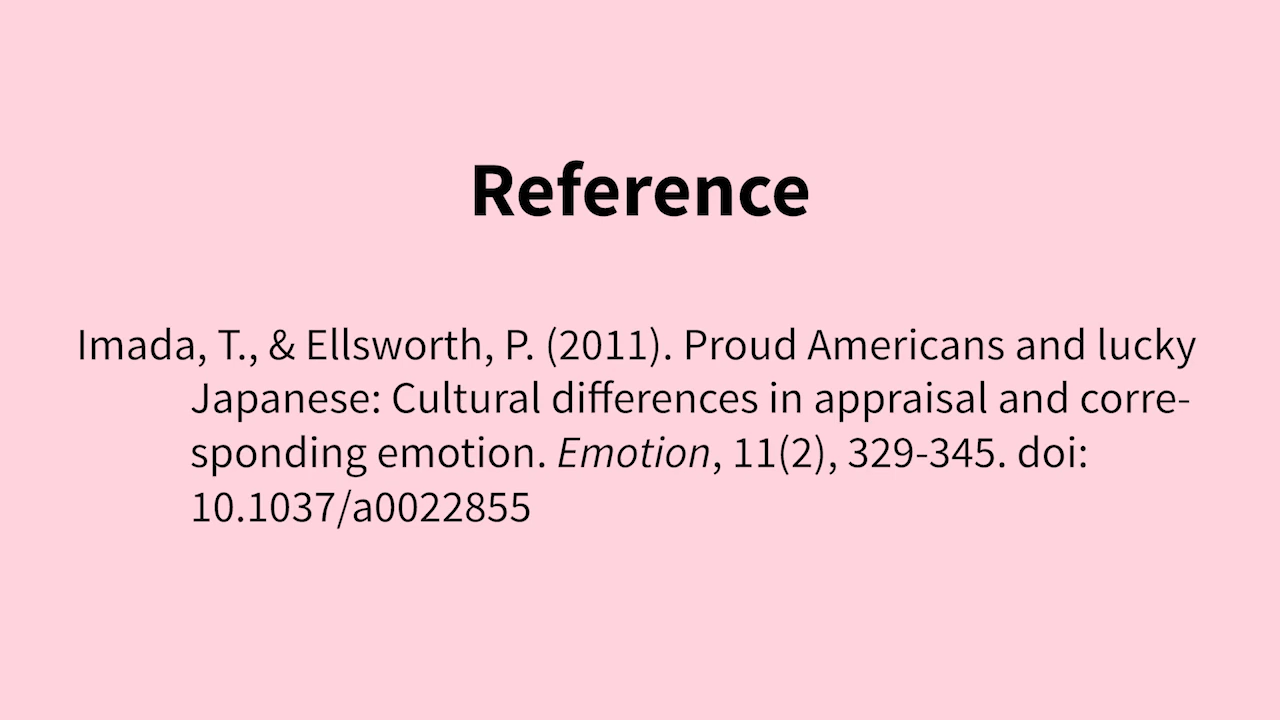 Reference
Imada, T., & Ellsworth, P. (2011). Proud Americans and lucky
Japanese: Cultural differences in appraisal and corre-
sponding emotion. Emotion, 11(2), 329-345. doi:
10.1037/a0022855